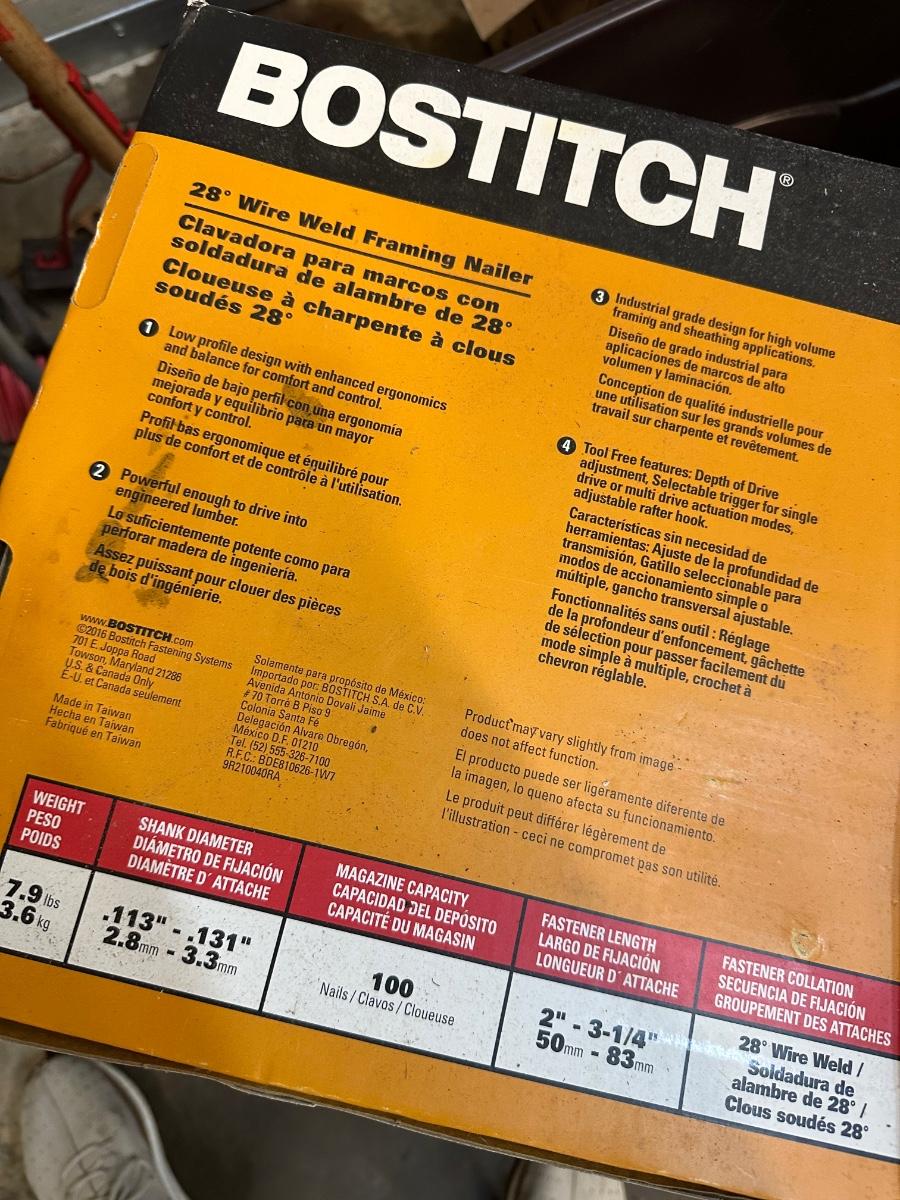 BOSTITCH®
28° Wire Weld Framing Nailer
Clavadora para marcos con
soldadura de alambre de 28°
Cloueuse à charpente à clous
soudés 28°
1 Low profile design with enhanced ergonomics
and balance for comfort and control.
Diseño de bajo perfil con una ergonomía
mejorada y equilibrio para un mayor
confort y control.
Profil bas ergonomique et équilibré pour
plus de confort et de contrôle à l'utilisation.
2 Powerful enough to drive into
engineered lumber.
Lo suficientemente potente como para
perforar madera de ingeniería.
Assez puissant pour clouer des pièces
de bois d'ingénierie.
3 Industrial grade design for high volume
framing and sheathing applications.
Diseño de grado industrial para
aplicaciones de marcos de alto
volumen y laminación.
Conception de qualité industrielle pour
une utilisation sur les grands volumes de
travail sur charpente et revêtement.
4 Tool Free features: Depth of Drive
adjustment, Selectable trigger for single
drive or multi drive actuation modes,
adjustable rafter hook.
Características sin necesidad de
herramientas: Ajuste de la profundidad de
transmisión, Gatillo seleccionable para
modos de accionamiento simple o
múltiple, gancho transversal ajustable.
Fonctionnalités sans outil : Réglage
de la profondeur d'enfoncement, gâchette
de sélection pour passer facilement du
mode simple à multiple, crochet à
chevron réglable.
www.BOSTITCH.com
©2016 Bostitch Fastening Systems
701 E. Joppa Road
Towson, Maryland 21286
U.S. & Canada Only
É.-U. et Canada seulement
Made in Taiwan
Hecha en Taiwan
Fabriqué en Taiwan
Solamente para propósito de México:
Importado por: BOSTITCH S.A. de C.V.
Avenida Antonio Dovali Jaime
# 70 Torre B Piso 9
Colonia Santa Fé
Delegación Alvaro Obregón,
México D.F. 01210
Tel. (52) 555-326-7100
R.F.C.: BDE810626-1W7
9R210040RA
Product may vary slightly from image -
does not affect function.
El producto puede ser ligeramente diferente de
la imagen, lo queno afecta su funcionamiento.
Le produit peut différer légèrement de
l'illustration - ceci ne compromet pas son utilité.
WEIGHT
PESO
POIDS
7.9 lbs
3.6 kg
SHANK DIAMETER
DIÁMETRO DE FIJACIÓN
DIAMÈTRE D´ ATTACHE
.113" - .131"
2.8mm - 3.3mm
MAGAZINE CAPACITY
CAPACIDAD DEL DEPÓSITO
CAPACITÉ DU MAGASIN
100
Nails / Clavos / Cloueuse
FASTENER LENGTH
LARGO DE FIJACIÓN
LONGUEUR D´ ATTACHE
2" - 3-1/4"
50mm - 83mm
FASTENER COLLATION
SECUENCIA DE FIJACIÓN
GROUPEMENT DES ATTACHES
28° Wire Weld /
Soldadura de
alambre de 28° /
Clous soudés 28°